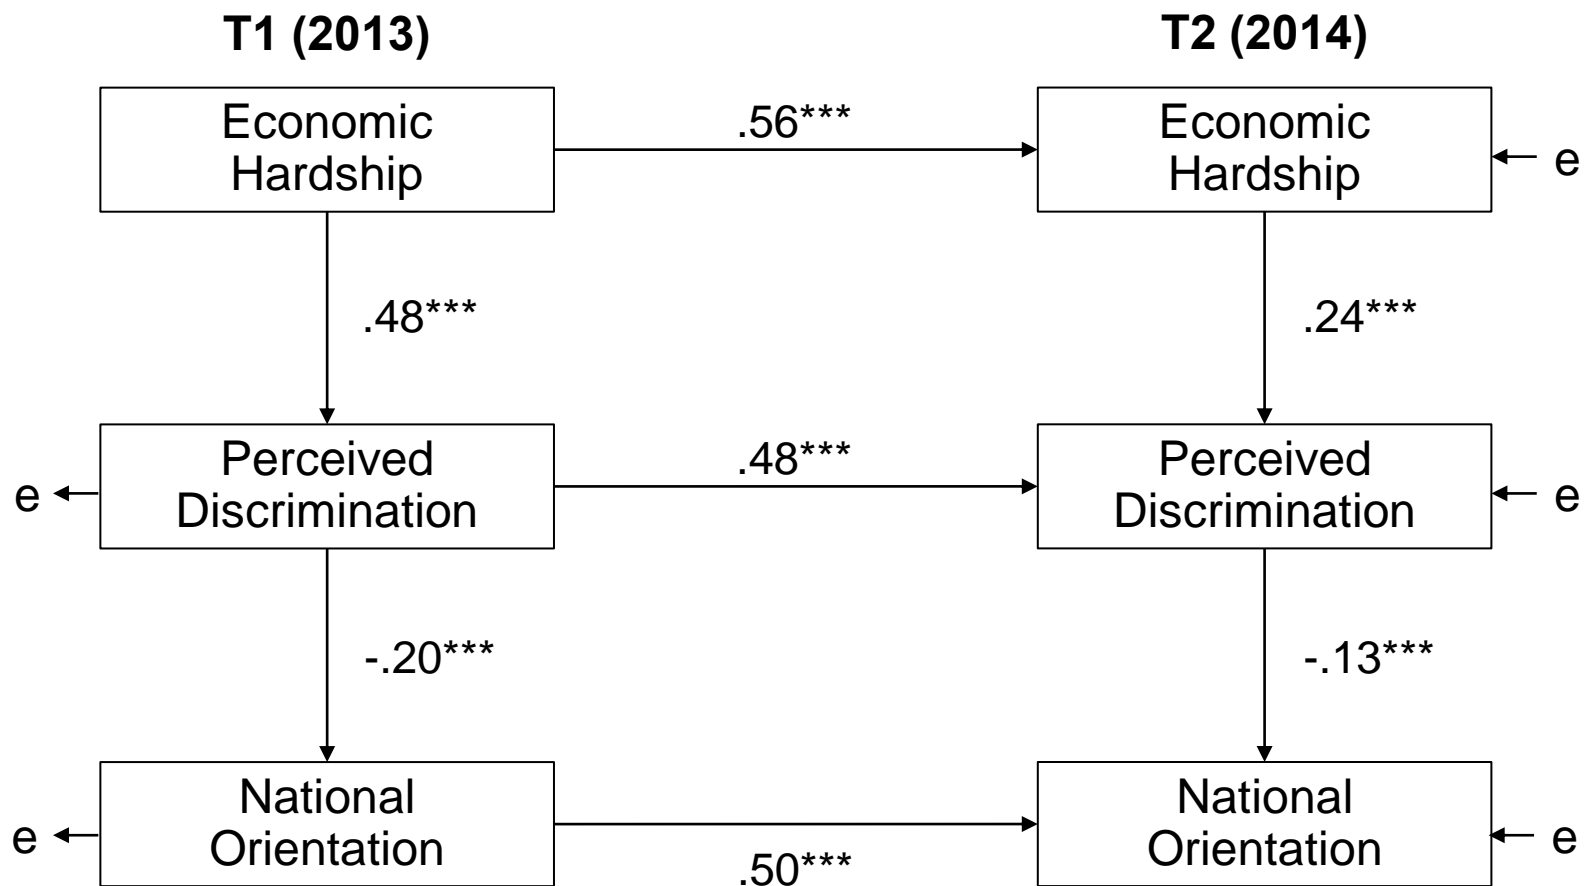 T1 (2013)
T2 (2014)
Economic
Hardship
.56***
Economic
Hardship
e
.48***
.24***
e
Perceived
Discrimination
.48***
Perceived
Discrimination
e
-.20***
-.13***
e
National
Orientation
.50***
National
Orientation
e